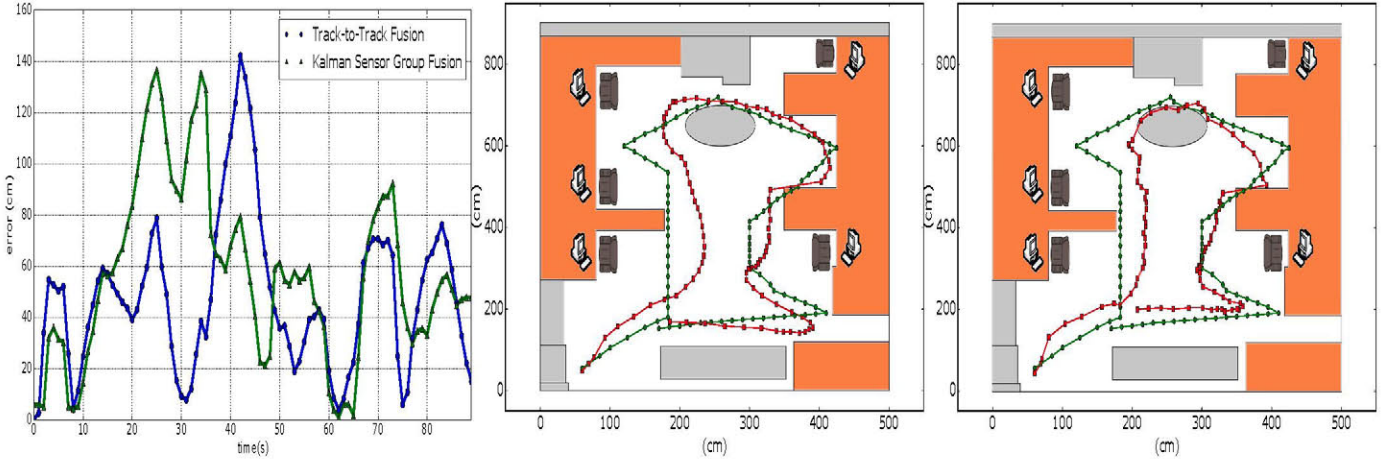 160
140
120
100
80
60
40
20
0
error (cm)
0 10 20 30 40 50 60 70 80
time(s)
Track-to-Track Fusion
Kalman Sensor Group Fusion
800
600
400
200
0
(cm)
0 100 200 300 400 500
(cm)
800
600
400
200
0
(cm)
0 100 200 300 400 500
(cm)